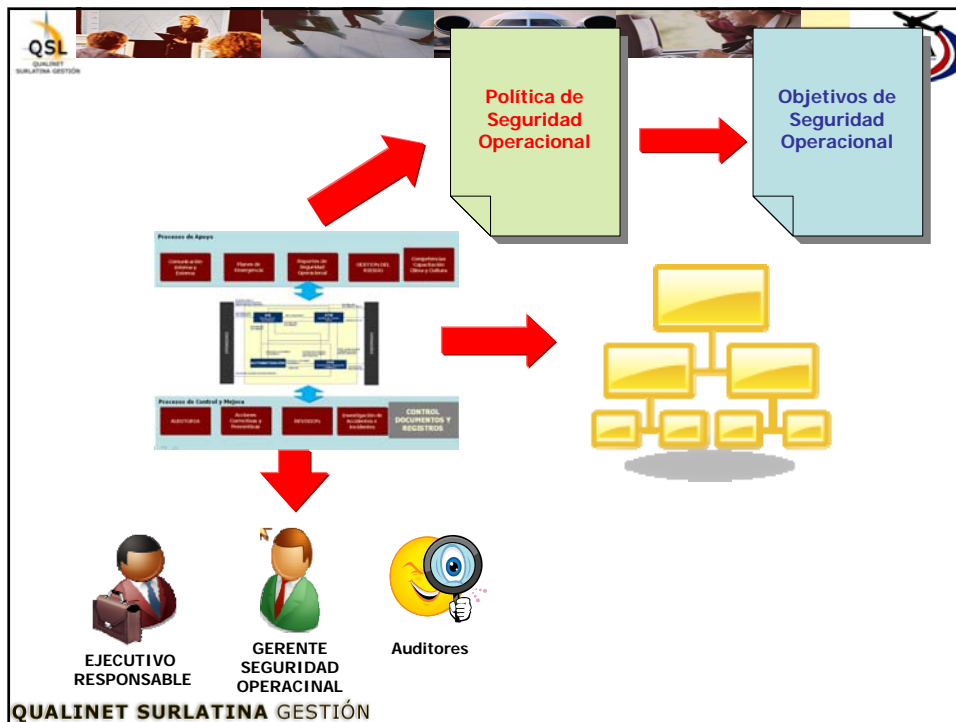 QSL
QUALINET
SURLATINA GESTIÓN
Política de
Seguridad
Operacional
Objetivos de
Seguridad
Operacional
Procesos de Apoyo
Comunicación
Interna y
Externa
Planes de
Emergencia
Reportes de
Seguridad
Operacional
GESTION DEL
RIESGO
Competencias
Capacitación
Clima y Cultura
Procesos de Control y Mejora
AUDITORIA
Acciones
Correctivas y
Preventivas
REVISION
Investigación de
Accidentes e
Incidentes
CONTROL
DOCUMENTOS Y
REGISTROS
EJECUTIVO
RESPONSABLE
GERENTE
SEGURIDAD
OPERACINAL
Auditores
QUALINET SURLATINA GESTIÓN